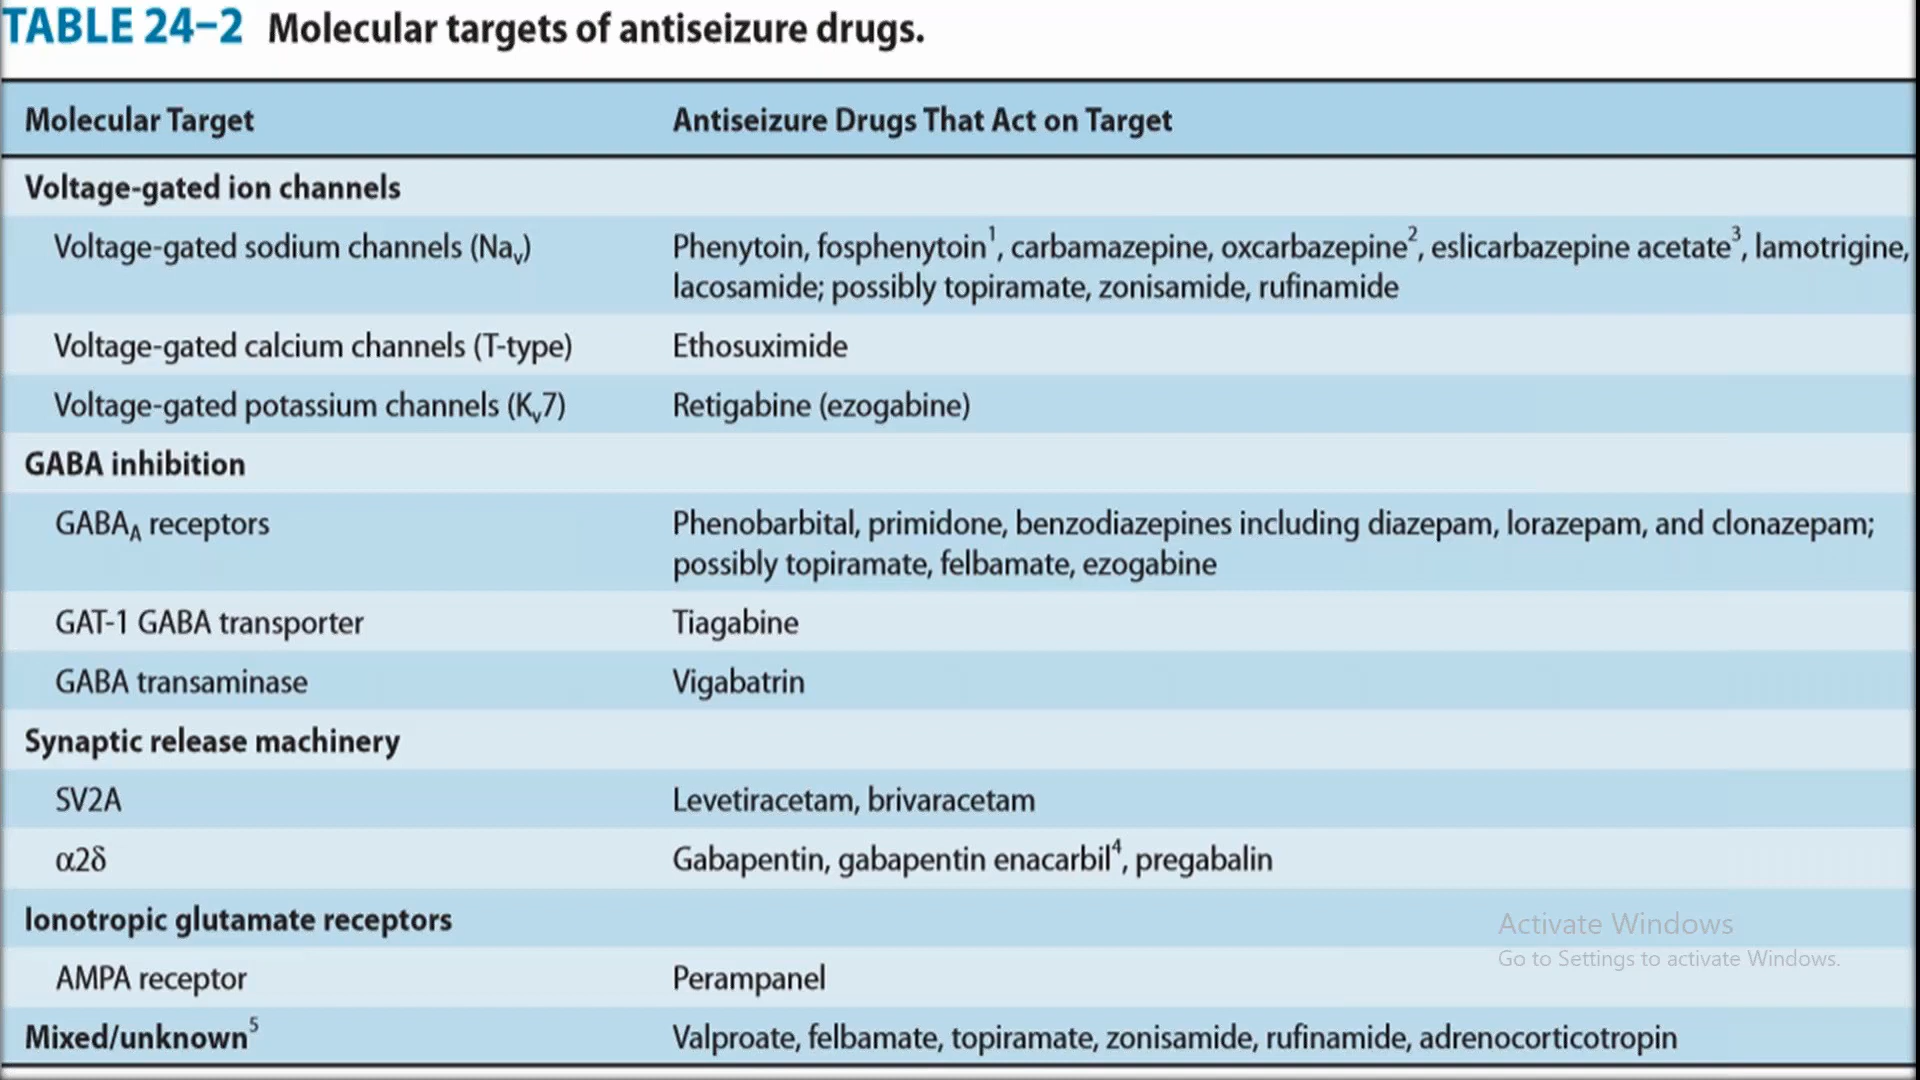 TABLE 24–2 Molecular targets of antiseizure drugs.
Molecular Target Antiseizure Drugs That Act on Target
Voltage-gated ion channels
Voltage-gated sodium channels (Nav) Phenytoin, fosphenytoin¹, carbamazepine, oxcarbazepine², eslicarbazepine acetate³, lamotrigine,
lacosamide; possibly topiramate, zonisamide, rufinamide
Voltage-gated calcium channels (T-type) Ethosuximide
Voltage-gated potassium channels (Kv7) Retigabine (ezogabine)
GABA inhibition
GABAA receptors Phenobarbital, primidone, benzodiazepines including diazepam, lorazepam, and clonazepam;
possibly topiramate, felbamate, ezogabine
GAT-1 GABA transporter Tiagabine
GABA transaminase Vigabatrin
Synaptic release machinery
SV2A Levetiracetam, brivaracetam
α2δ Gabapentin, gabapentin enacarbil⁴, pregabalin
Ionotropic glutamate receptors
AMPA receptor Perampanel
Mixed/unknown⁵ Valproate, felbamate, topiramate, zonisamide, rufinamide, adrenocorticotropin
Activate Windows
Go to Settings to activate Windows.